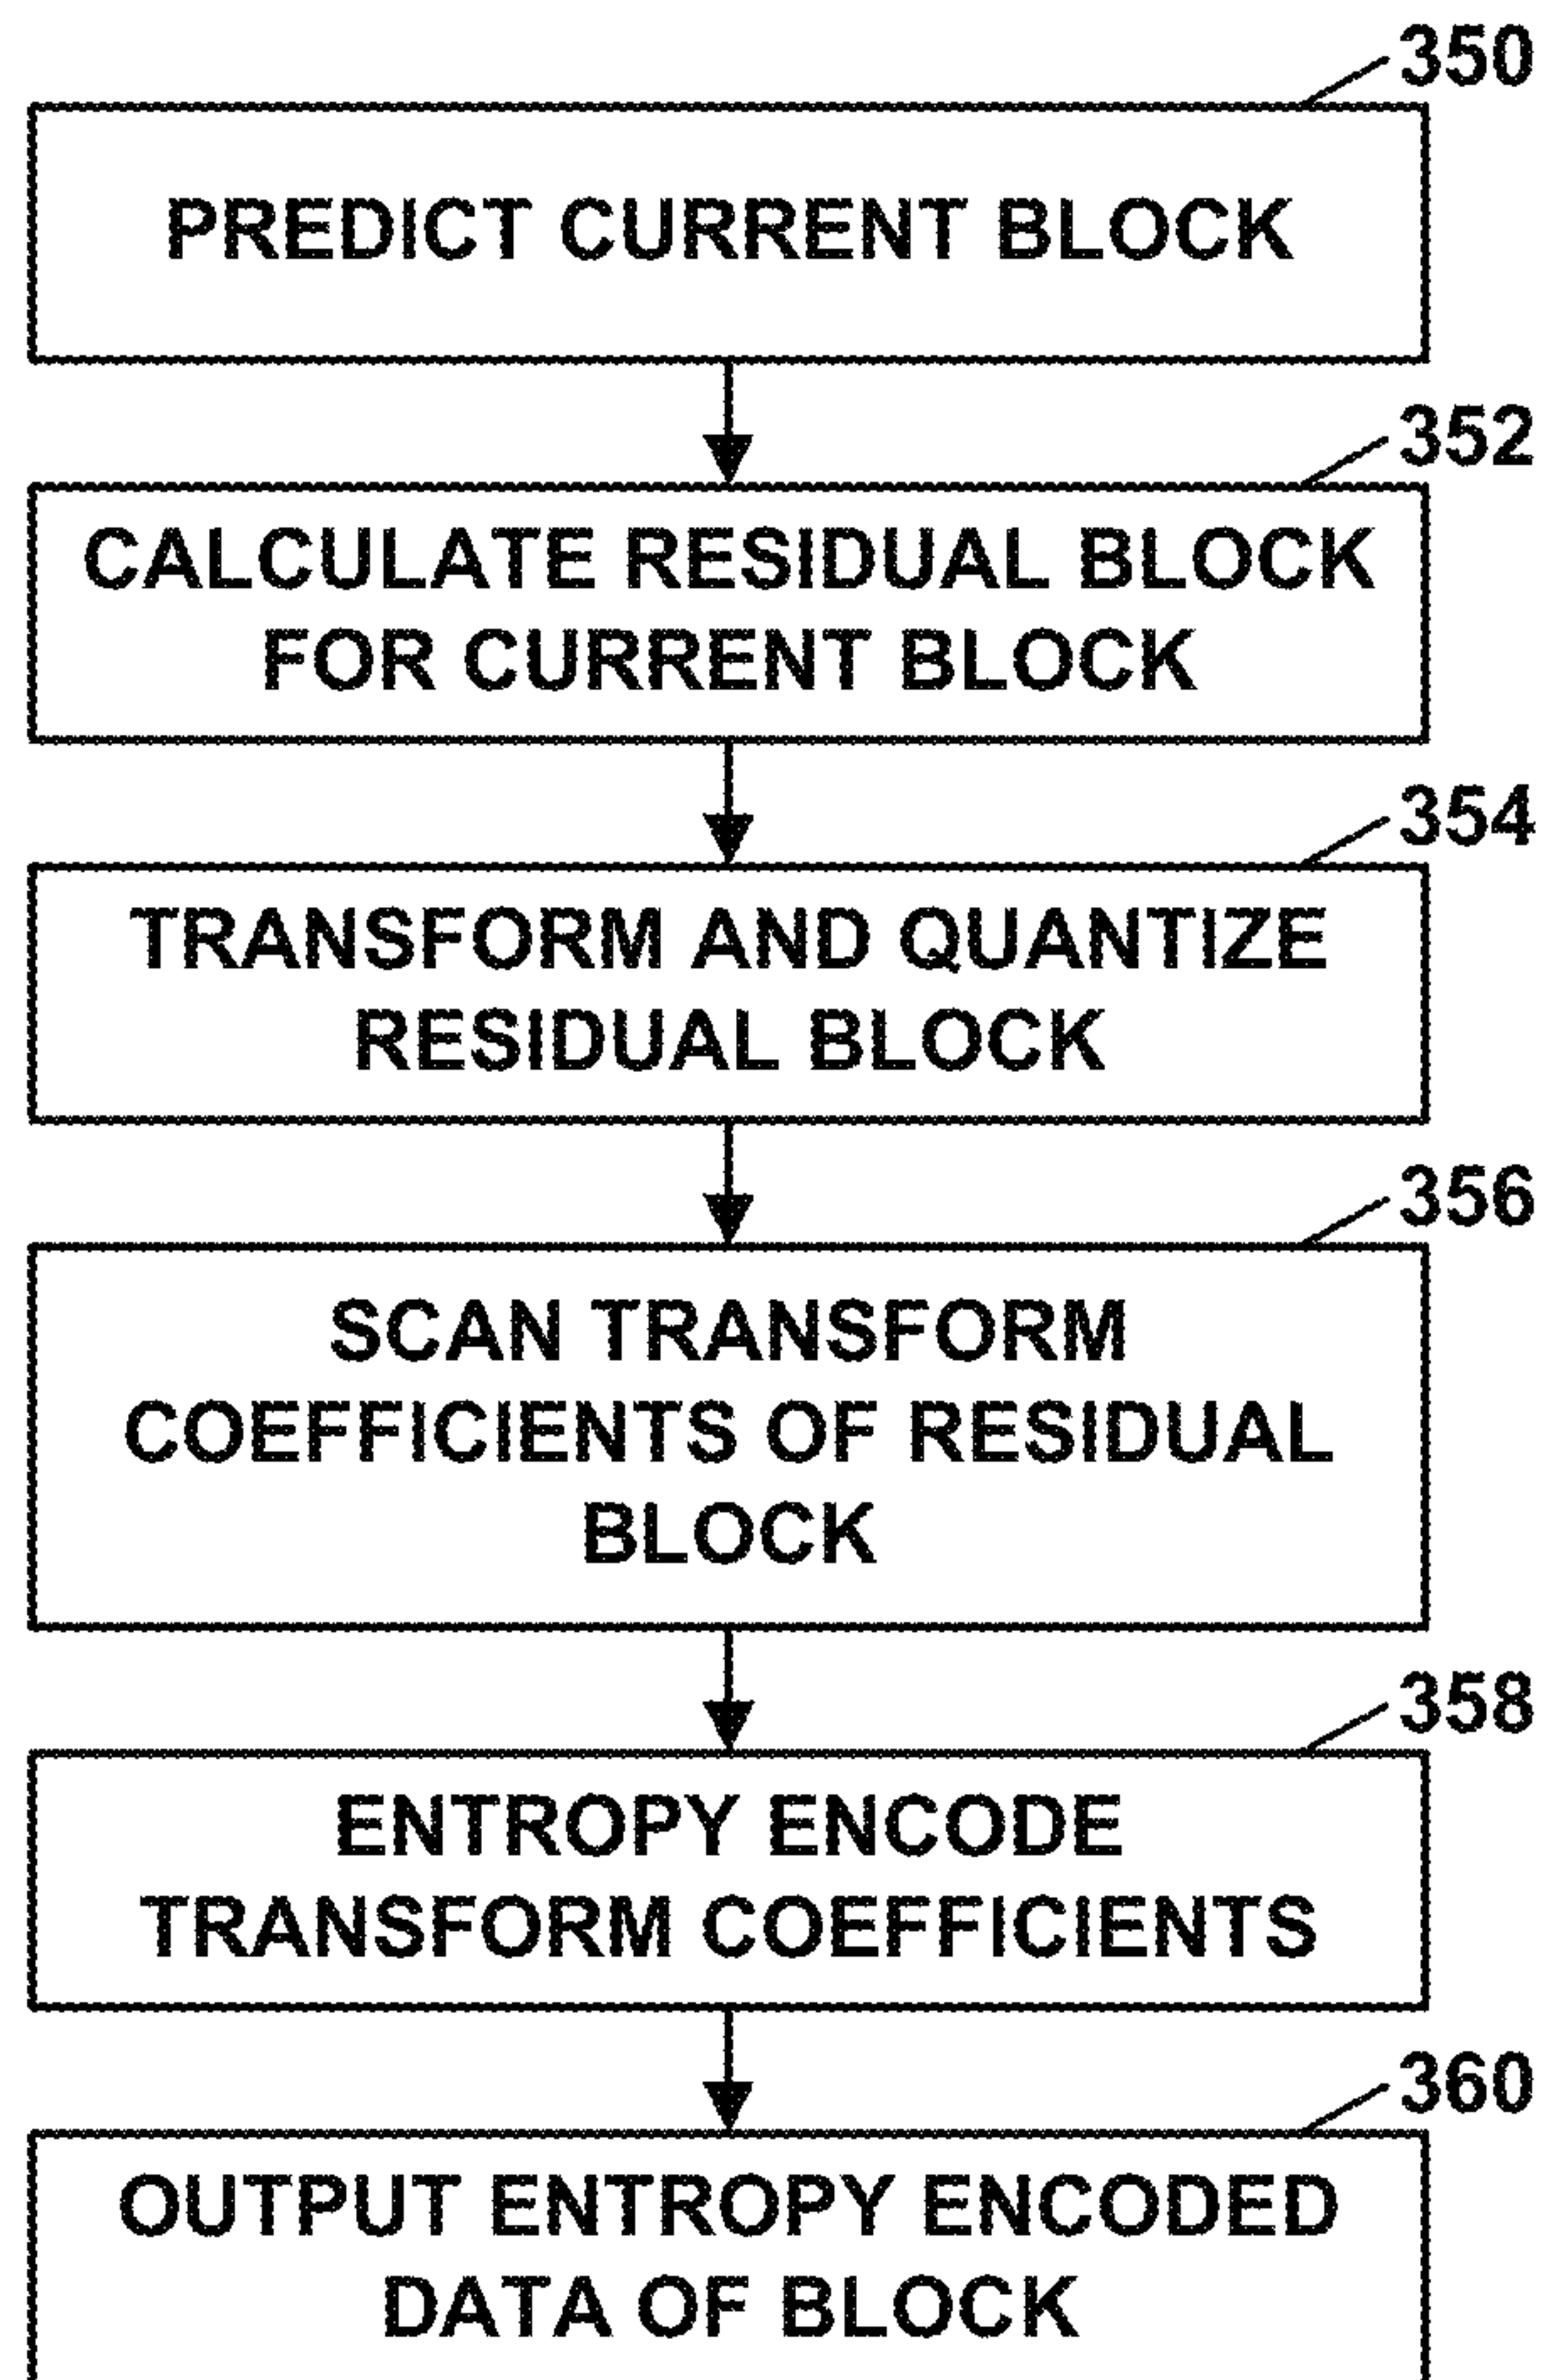 350
PREDICT CURRENT BLOCK
352
CALCULATE RESIDUAL BLOCK
FOR CURRENT BLOCK
354
TRANSFORM AND QUANTIZE
RESIDUAL BLOCK
356
SCAN TRANSFORM
COEFFICIENTS OF RESIDUAL
BLOCK
358
ENTROPY ENCODE
TRANSFORM COEFFICIENTS
360
OUTPUT ENTROPY ENCODED
DATA OF BLOCK